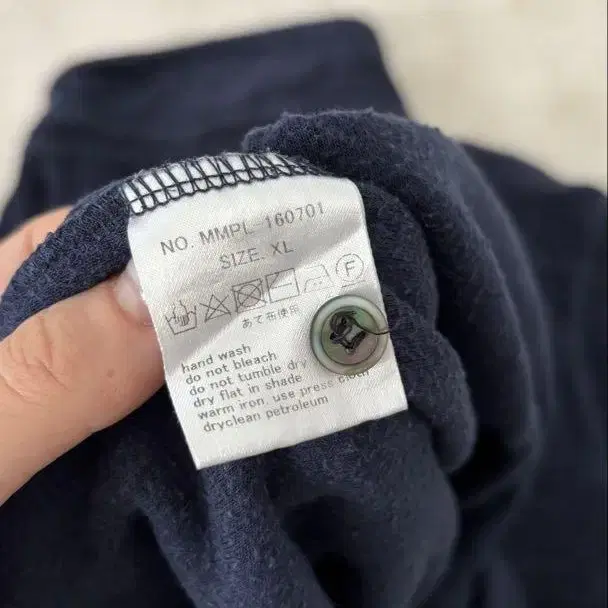 NO. MMPL 160701
SIZE. XL
F
あて布使用
hand wash
do not bleach
do not tumble dry
dry flat in shade
warm iron. use press cloth
dryclean petroleum